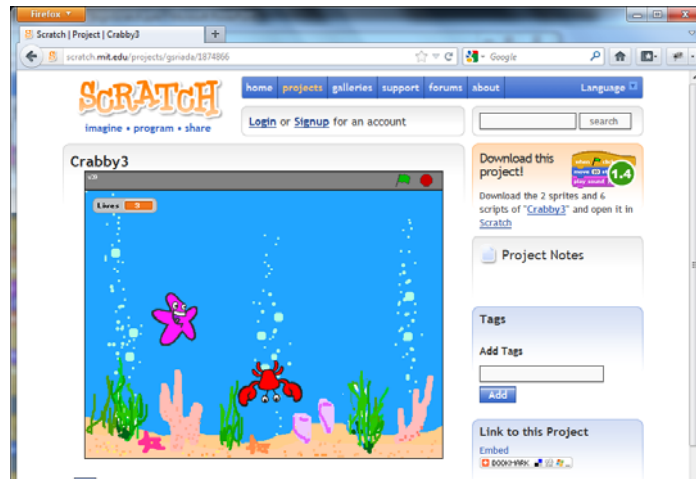 Firefox
Scratch | Project | Crabby3
scratch.mit.edu/projects/gsriada/1874866
Google
SCRATCH
imagine • program • share
home projects galleries support forums about
Language
Login or Signup for an account
search
Crabby3
Lives 3
Download this project!
1.4
Download the 2 sprites and 6
scripts of "Crabby3" and open it in
Scratch
Project Notes
Tags
Add Tags
Add
Link to this Project
Embed
BOOKMARK